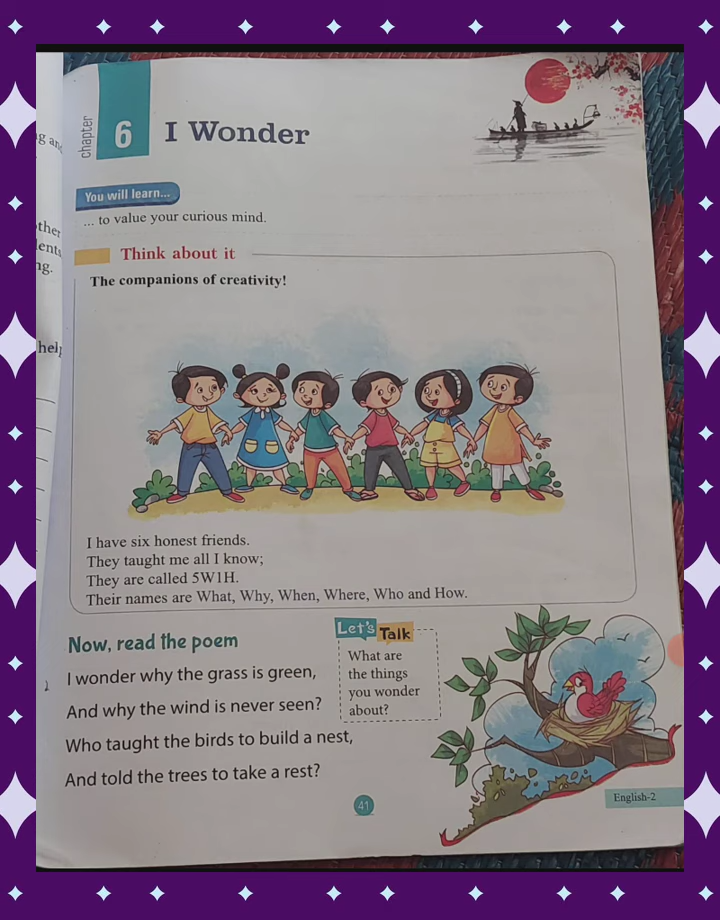 chapter
6
I Wonder
You will learn...
... to value your curious mind.
Think about it
The companions of creativity!
I have six honest friends.
They taught me all I know;
They are called 5W1H.
Their names are What, Why, When, Where, Who and How.
Now, read the poem
I wonder why the grass is green,
And why the wind is never seen?
Who taught the birds to build a nest,
And told the trees to take a rest?
Let's Talk
What are
the things
you wonder
about?
41
English-2